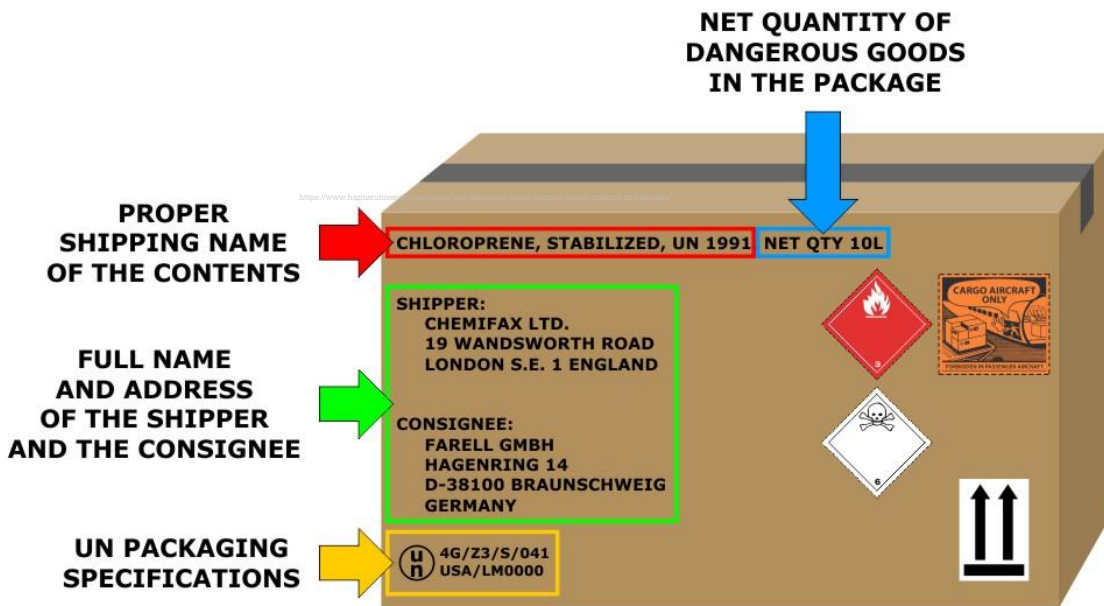 NET QUANTITY OF
DANGEROUS GOODS
IN THE PACKAGE
PROPER
SHIPPING NAME
OF THE CONTENTS
CHLOROPRENE, STABILIZED, UN 1991
NET QTY 10L
FULL NAME
AND ADDRESS
OF THE SHIPPER
AND THE CONSIGNEE
SHIPPER:
CHEMIFAX LTD.
19 WANDSWORTH ROAD
LONDON S.E. 1 ENGLAND
CONSIGNEE:
FARELL GMBH
HAGENRING 14
D-38100 BRAUNSCHWEIG
GERMANY
3
CARGO AIRCRAFT
ONLY
FORBIDDEN IN PASSENGER AIRCRAFT
6
UN PACKAGING
SPECIFICATIONS
u
n
4G/Z3/S/041
USA/LM0000